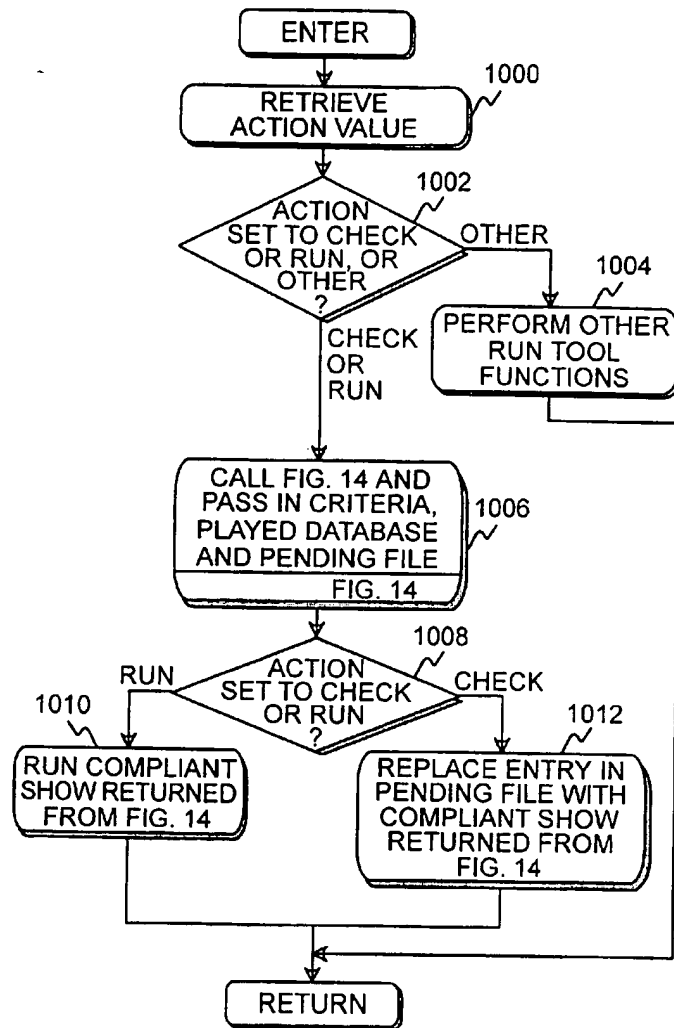 ENTER
1000
RETRIEVE
ACTION VALUE
1002
ACTION
SET TO CHECK
OR RUN, OR
OTHER
?
OTHER
1004
PERFORM OTHER
RUN TOOL
FUNCTIONS
CHECK
OR
RUN
CALL FIG. 14 AND
PASS IN CRITERIA,
PLAYED DATABASE
AND PENDING FILE
FIG. 14
1006
1008
ACTION
SET TO CHECK
OR RUN
?
RUN
CHECK
1010
RUN COMPLIANT
SHOW RETURNED
FROM FIG. 14
1012
REPLACE ENTRY IN
PENDING FILE WITH
COMPLIANT SHOW
RETURNED FROM
FIG. 14
RETURN